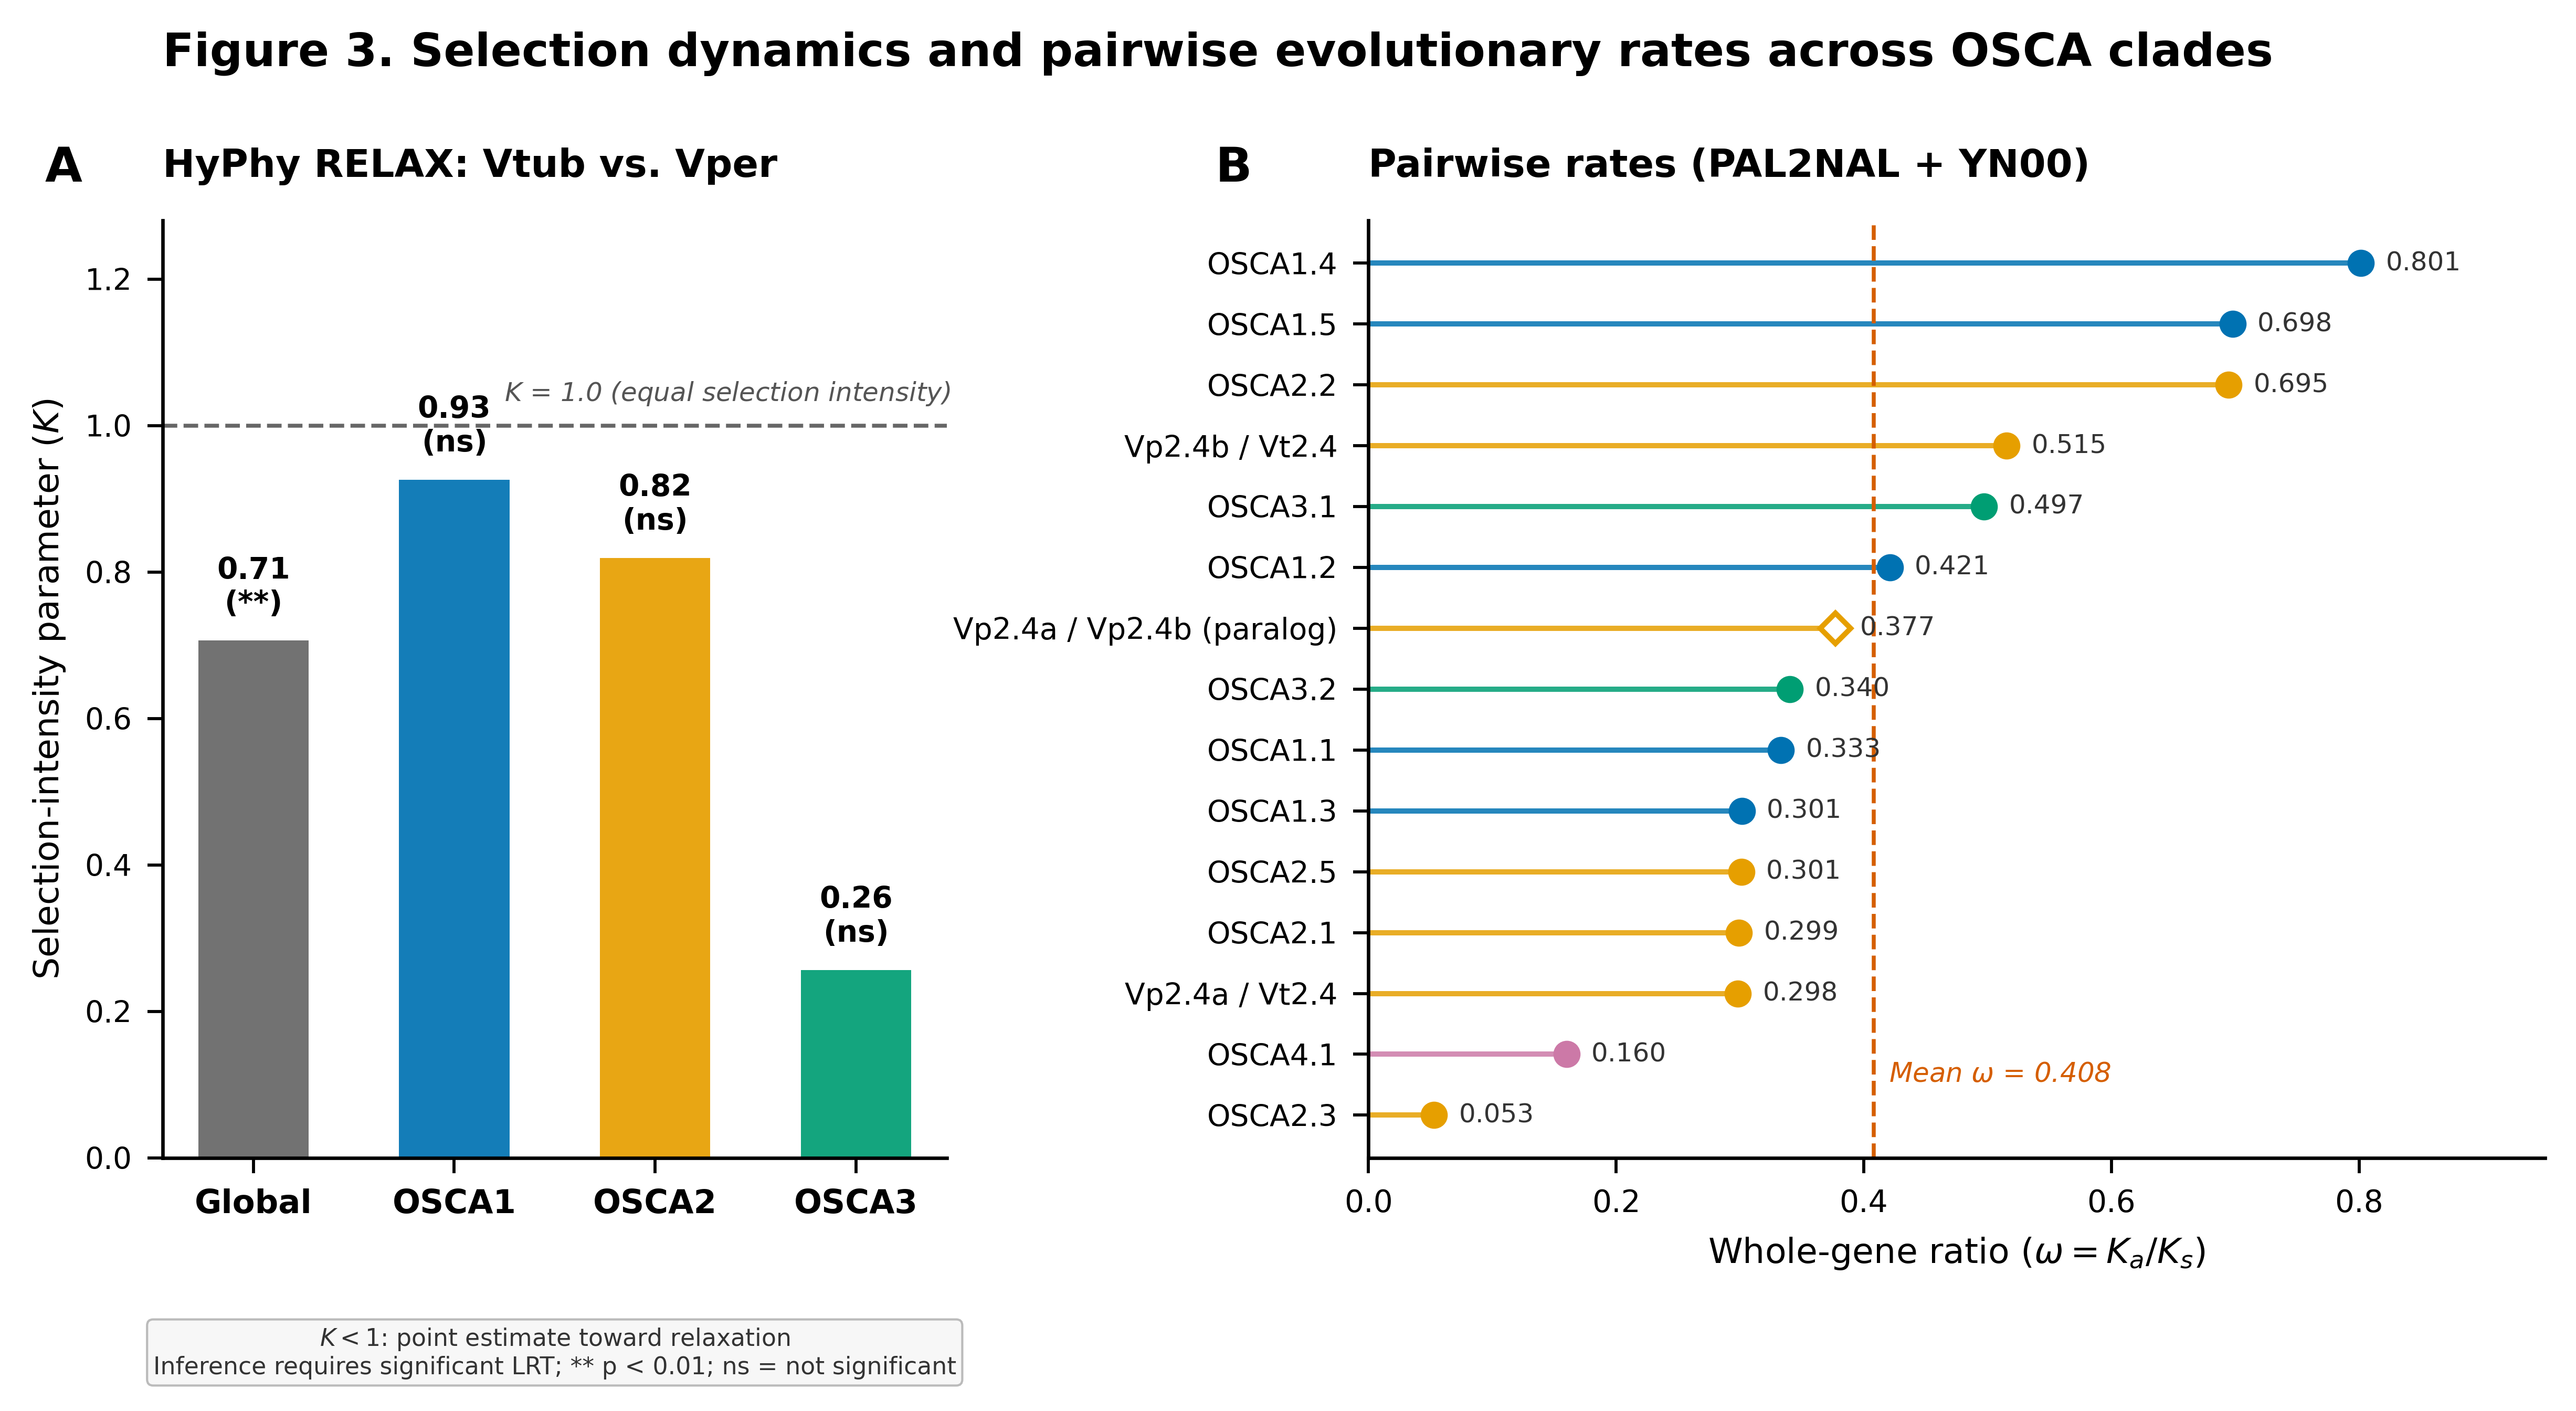 Figure 3. Selection dynamics and pairwise evolutionary rates across OSCA clades
A
HyPhy RELAX: Vtub vs. Vper
Selection-intensity parameter (K)
1.2
1.0
0.8
0.6
0.4
0.2
0.0
K = 1.0 (equal selection intensity)
0.71
(**)
0.93
(ns)
0.82
(ns)
0.26
(ns)
Global
OSCA1
OSCA2
OSCA3
K < 1: point estimate toward relaxation
Inference requires significant LRT; ** p < 0.01; ns = not significant
B
Pairwise rates (PAL2NAL + YN00)
OSCA1.4 0.801
OSCA1.5 0.698
OSCA2.2 0.695
Vp2.4b / Vt2.4 0.515
OSCA3.1 0.497
OSCA1.2 0.421
Vp2.4a / Vp2.4b (paralog) 0.377
OSCA3.2 0.340
OSCA1.1 0.333
OSCA1.3 0.301
OSCA2.5 0.301
OSCA2.1 0.299
Vp2.4a / Vt2.4 0.298
OSCA4.1 0.160
Mean ω = 0.408
OSCA2.3 0.053
0.0 0.2 0.4 0.6 0.8
Whole-gene ratio (ω = Ka/Ks)